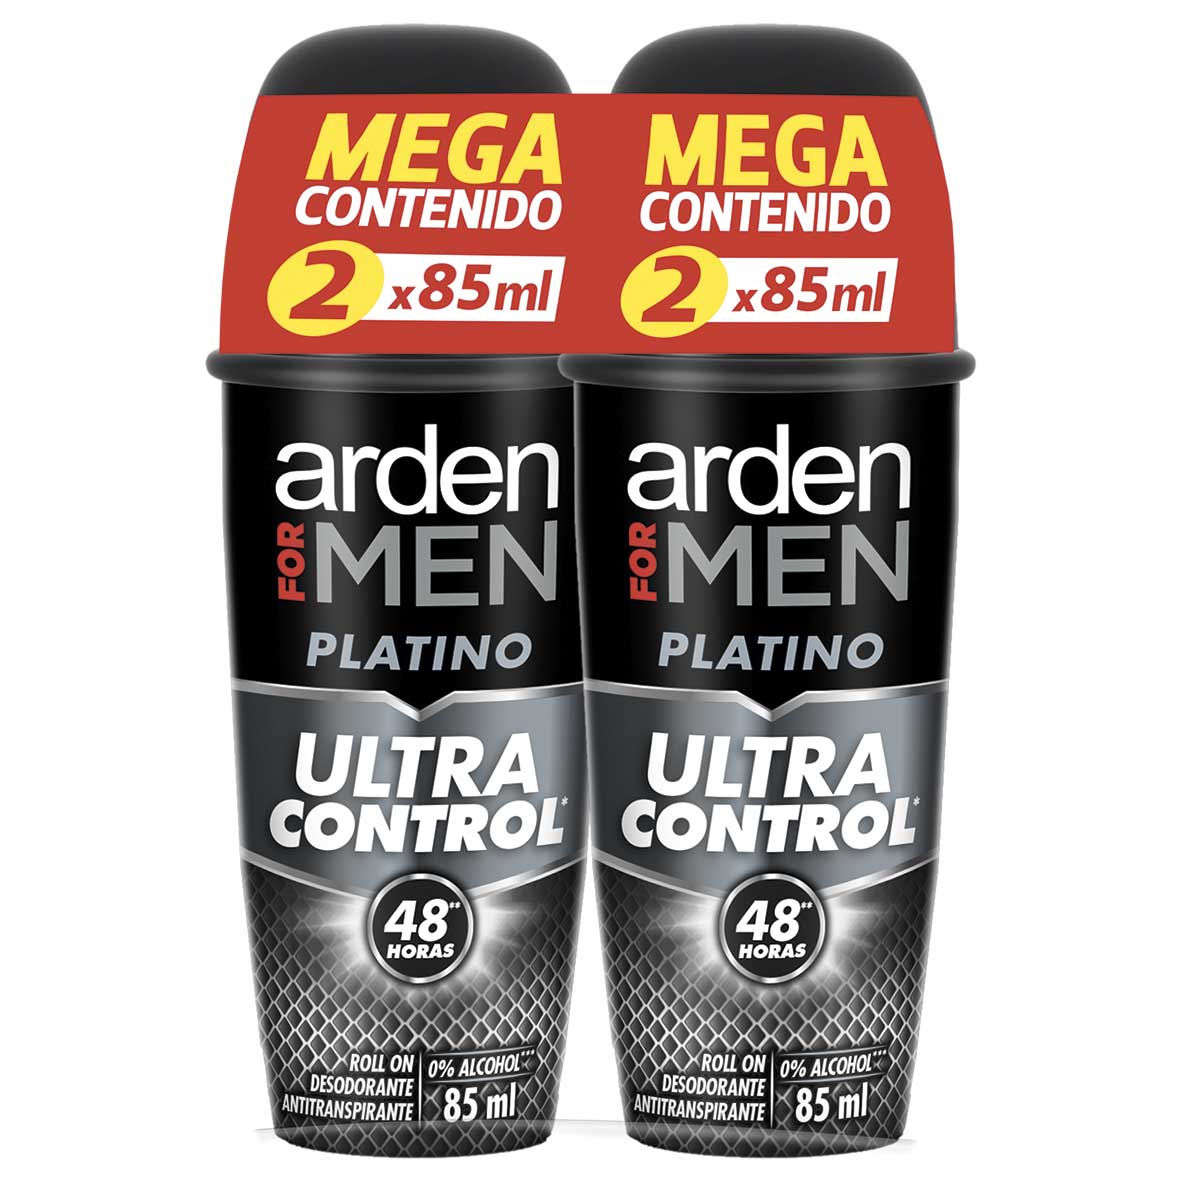 MEGA
CONTENIDO
2 x85ml
arden
FOR MEN
PLATINO
ULTRA
CONTROL*
48**
HORAS
ROLL ON
DESODORANTE
ANTITRANSPIRANTE
0% ALCOHOL***
85 ml
MEGA
CONTENIDO
2 x85ml
arden
FOR MEN
PLATINO
ULTRA
CONTROL*
48**
HORAS
ROLL ON
DESODORANTE
ANTITRANSPIRANTE
0% ALCOHOL***
85 ml